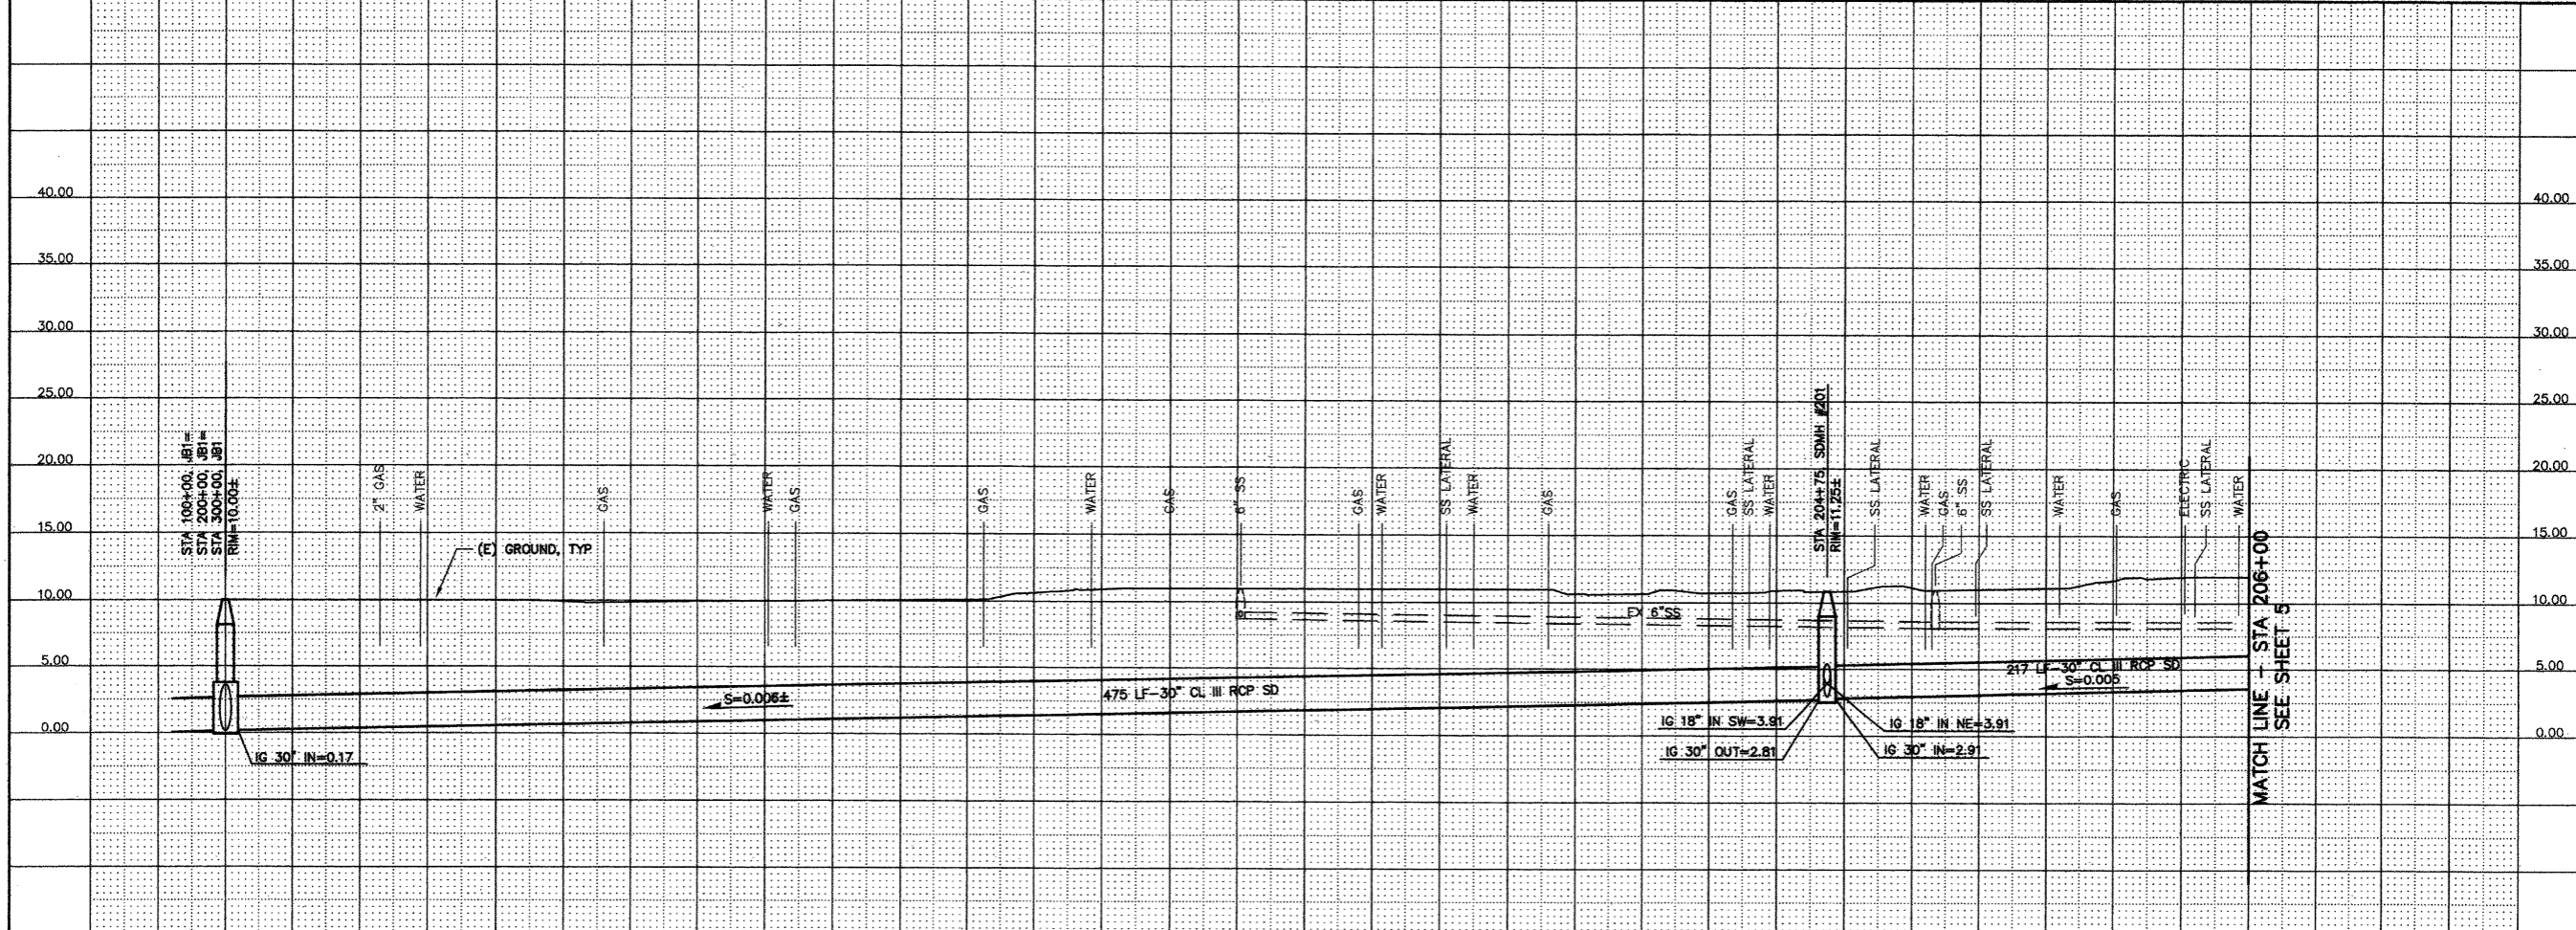 40.00
35.00
30.00
25.00
20.00
15.00
10.00
5.00
0.00
STA 100+00, JB1=
STA 200+00, JB1=
STA 300+00, JB1
RIM=10.00±
2" GAS
WATER
(E) GROUND, TYP
GAS
WATER
GAS
GAS
WATER
GAS
6" SS
GAS
WATER
SS LATERAL
WATER
GAS
GAS
SS LATERAL
WATER
STA 204+75, SDMH #201
RIM=11.25±
SS LATERAL
WATER
GAS
6" SS
SS LATERAL
WATER
GAS
ELECTRIC
SS LATERAL
WATER
EX 6"SS
IG 30" IN=0.17
S=0.006±
475 LF-30" CL III RCP SD
IG 18" IN SW=3.91
IG 30" OUT=2.81
IG 18" IN NE=3.91
IG 30" IN=2.91
217 LF-30" CL III RCP SD
S=0.005
MATCH LINE - STA 206+00
SEE SHEET 5
40.00
35.00
30.00
25.00
20.00
15.00
10.00
5.00
0.00